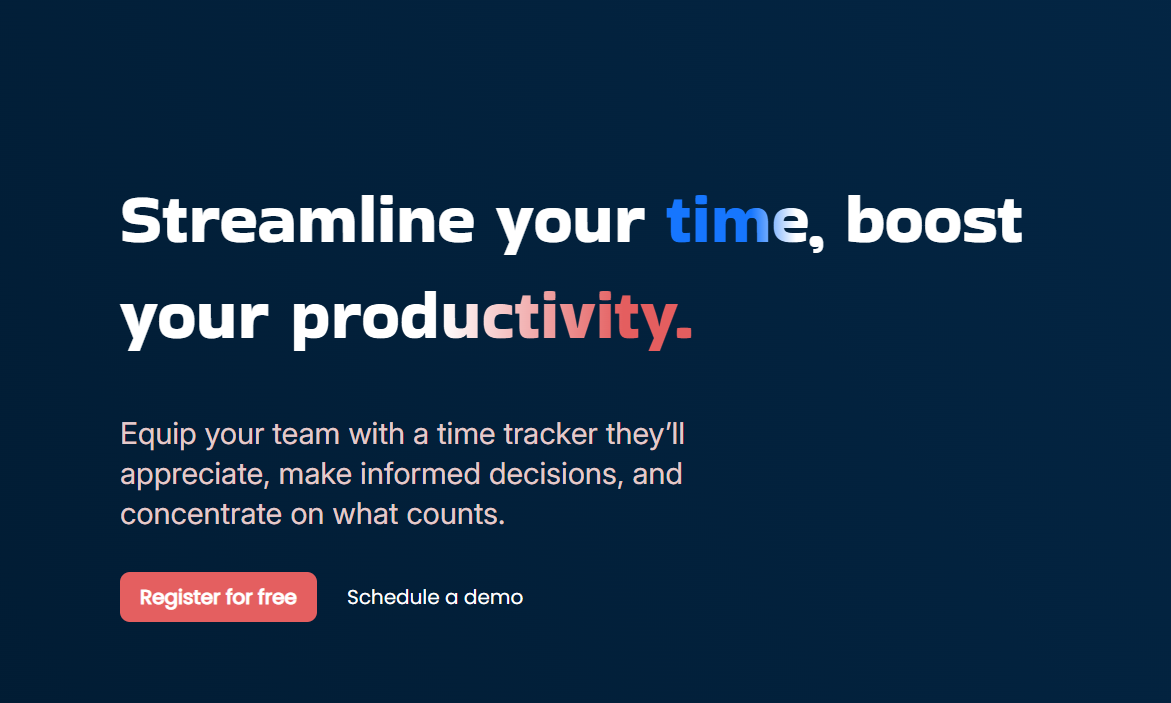 Streamline your time, boost
your productivity.
Equip your team with a time tracker they’ll
appreciate, make informed decisions, and
concentrate on what counts.
Register for free
Schedule a demo